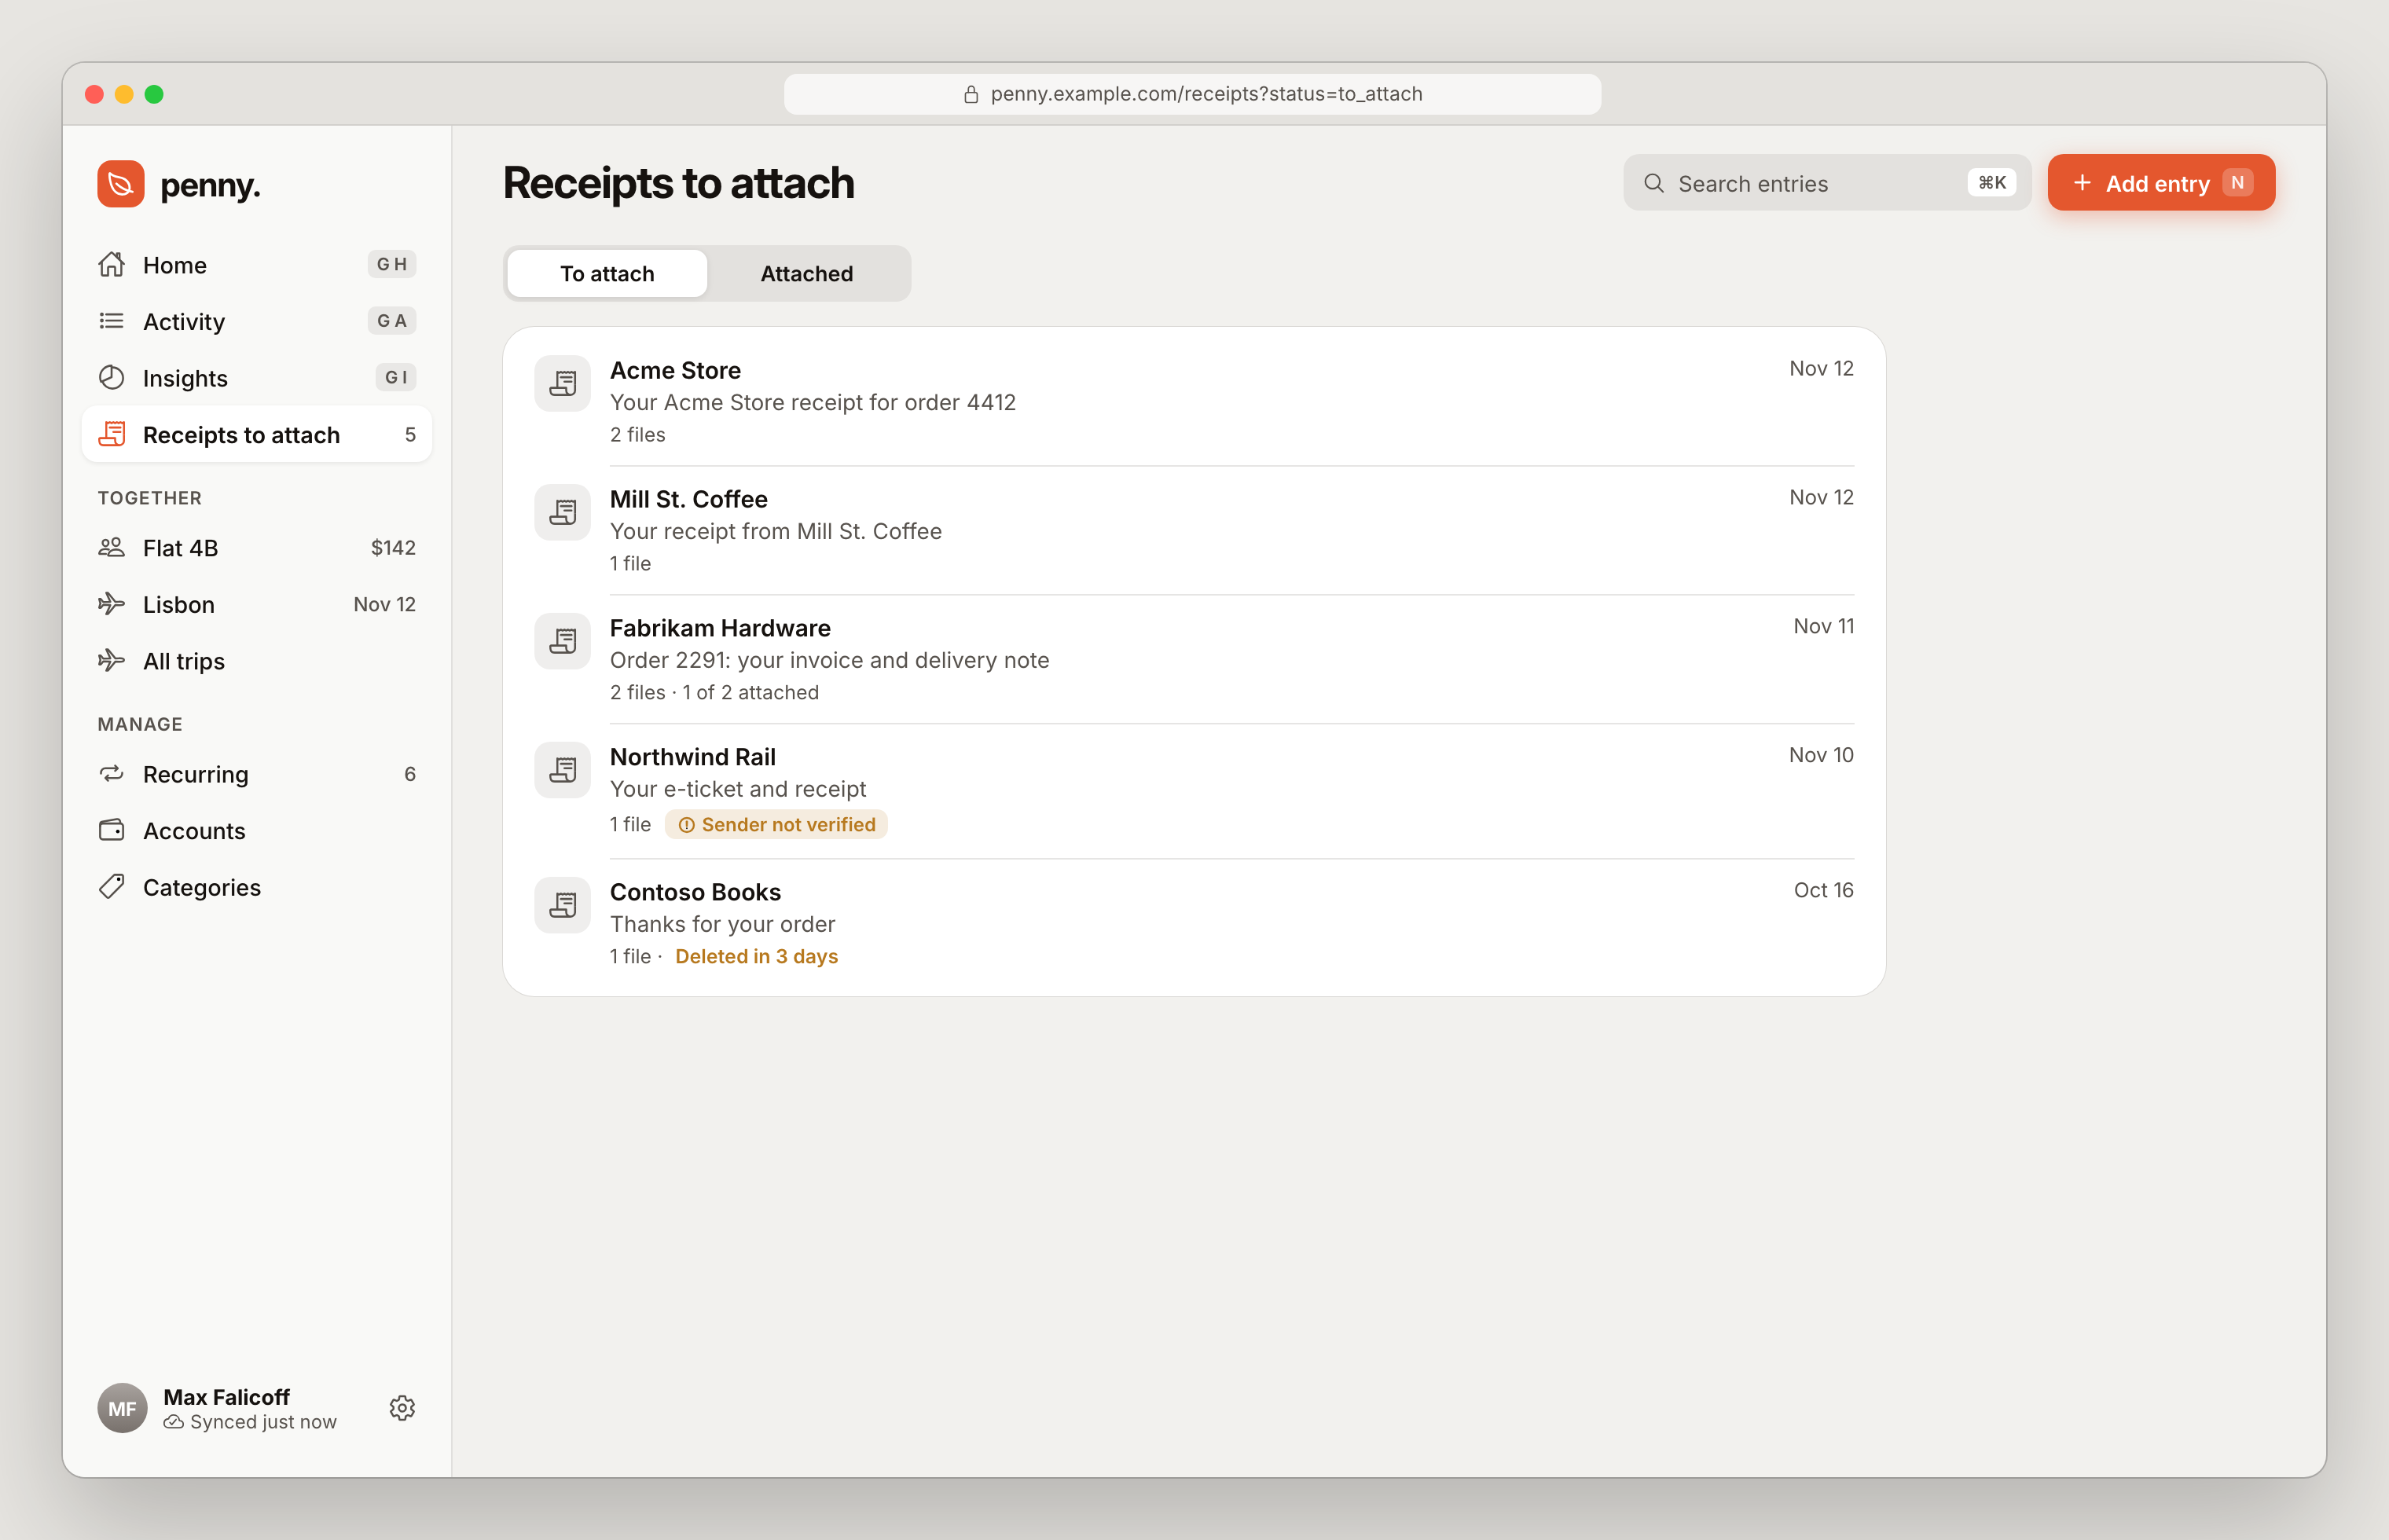 penny.example.com/receipts?status=to_attach
penny.
Home G H
Activity G A
Insights G I
Receipts to attach 5
TOGETHER
Flat 4B $142
Lisbon Nov 12
All trips
MANAGE
Recurring 6
Accounts
Categories
MF
Max Falicoff
Synced just now
Receipts to attach
Search entries ⌘K
+ Add entry N
To attach
Attached
Acme Store Nov 12
Your Acme Store receipt for order 4412
2 files
Mill St. Coffee Nov 12
Your receipt from Mill St. Coffee
1 file
Fabrikam Hardware Nov 11
Order 2291: your invoice and delivery note
2 files · 1 of 2 attached
Northwind Rail Nov 10
Your e-ticket and receipt
1 file Sender not verified
Contoso Books Oct 16
Thanks for your order
1 file · Deleted in 3 days